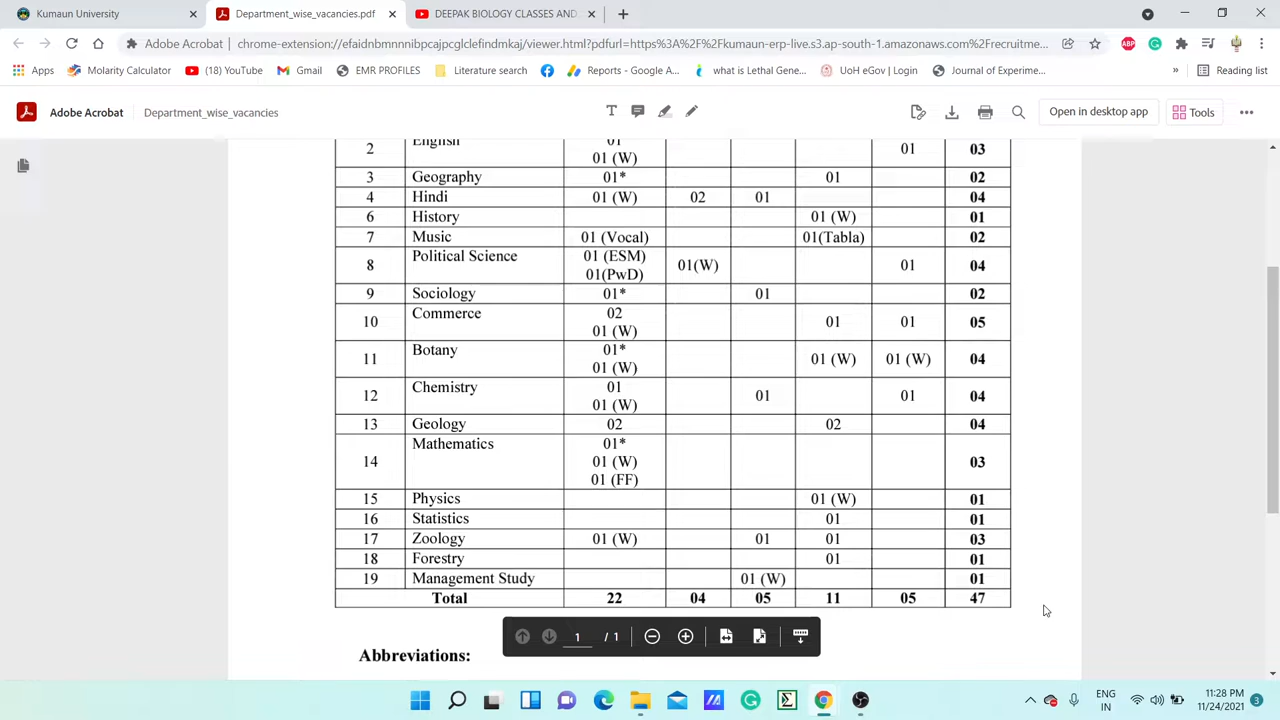 Kumaun University
Department_wise_vacancies.pdf
DEEPAK BIOLOGY CLASSES AND
Adobe Acrobat
chrome-extension://efaidnbmnnnibpcajpcglclefindmkaj/viewer.html?pdfurl=https%3A%2F%2Fkumaun-erp-live.s3.ap-south-1.amazonaws.com%2Frecruitme...
Apps
Molarity Calculator
(18) YouTube
Gmail
EMR PROFILES
Literature search
Reports - Google A...
what is Lethal Gene...
UoH eGov | Login
Journal of Experime...
»
Reading list
Adobe Acrobat
Department_wise_vacancies
Open in desktop app
Tools
2 English 01 01 03
01 (W)
3 Geography 01* 01 02
4 Hindi 01 (W) 02 01 04
6 History 01 (W) 01
7 Music 01 (Vocal) 01(Tabla) 02
8 Political Science 01 (ESM) 01(W) 01 04
01(PwD)
9 Sociology 01* 01 02
10 Commerce 02 01 01 05
01 (W)
11 Botany 01* 01 (W) 01 (W) 04
01 (W)
12 Chemistry 01 01 01 04
01 (W)
13 Geology 02 02 04
14 Mathematics 01* 03
01 (W)
01 (FF)
15 Physics 01 (W) 01
16 Statistics 01 01
17 Zoology 01 (W) 01 01 03
18 Forestry 01 01
19 Management Study 01 (W) 01
Total 22 04 05 11 05 47
1 / 1
Abbreviations:
ENG
IN
11:28 PM
11/24/2021
3